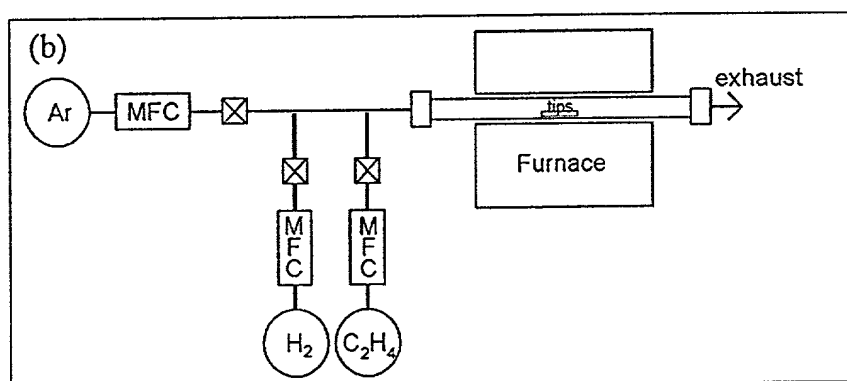 (b)
Ar
MFC
tips
exhaust
Furnace
MFC
MFC
H₂
C₂H₄